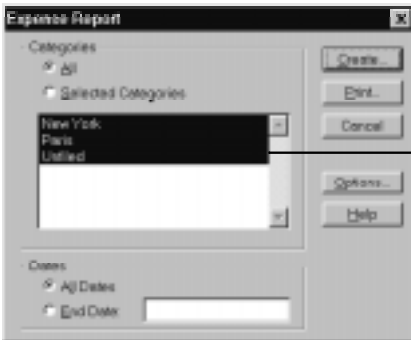 Expense Report
Categories
All
Selected Categories
New York
Paris
Unfiled
Dates
All Dates
End Date:
Create...
Print...
Cancel
Options...
Help